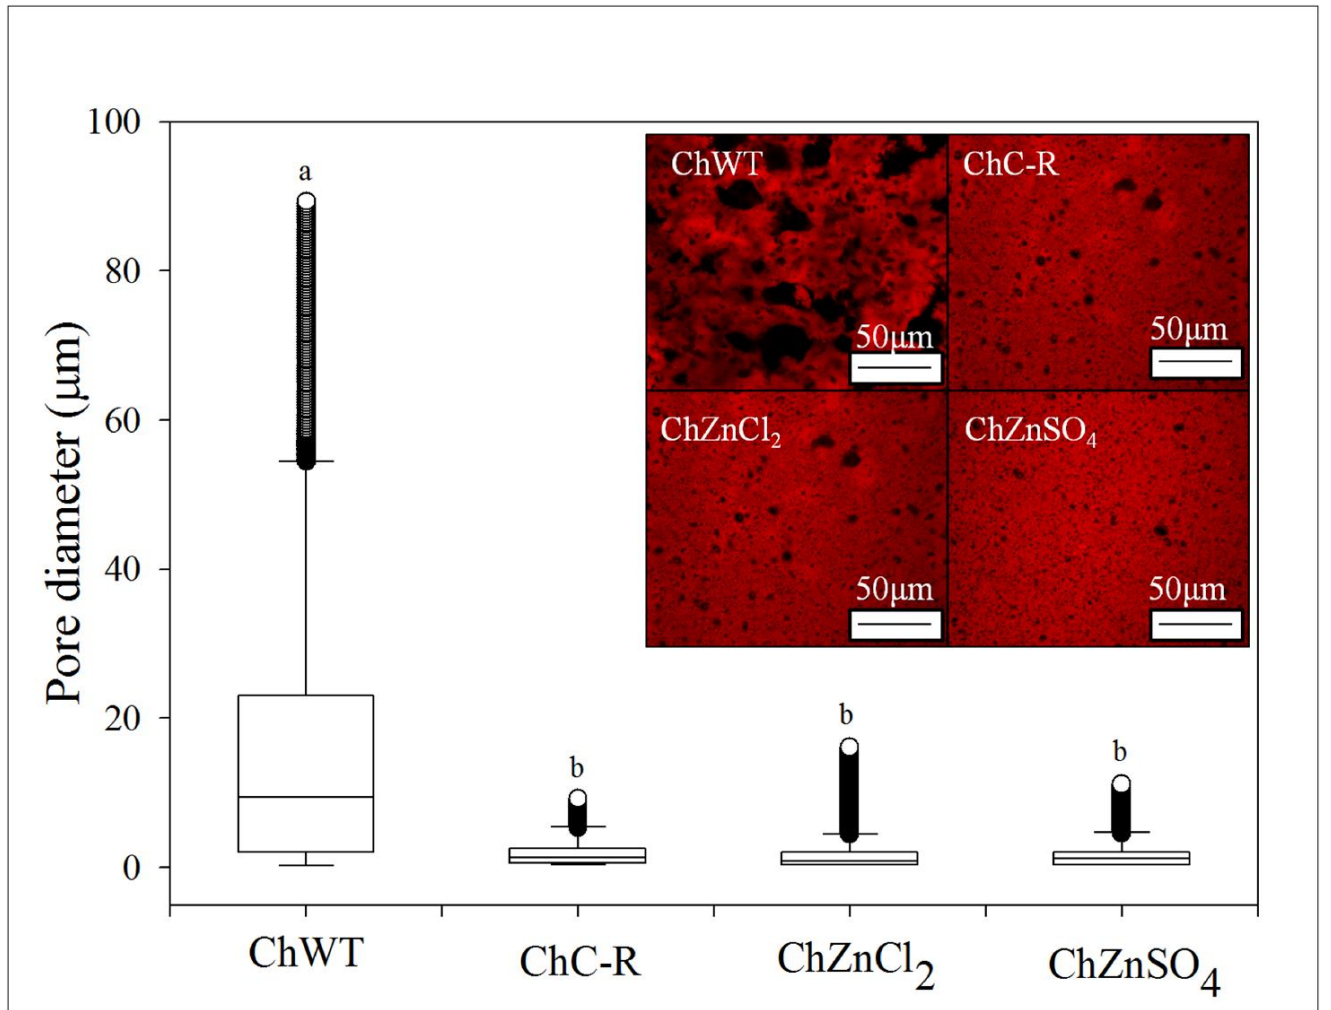 Pore diameter (μm)
100
80
60
40
20
0
a
b
b
b
ChWT
ChC-R
50μm
50μm
ChZnCl₂
ChZnSO₄
50μm
50μm
ChWT
ChC-R
ChZnCl₂
ChZnSO₄